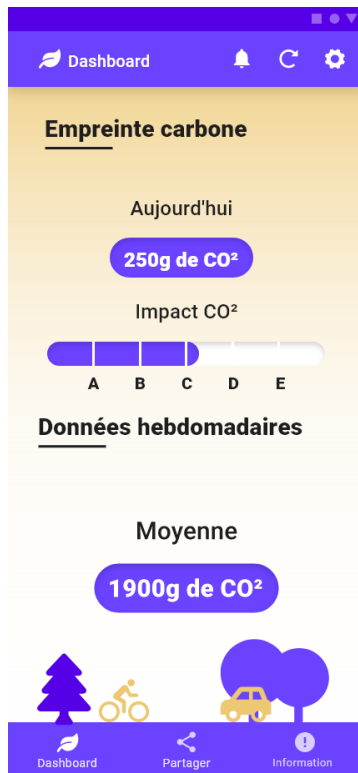 Dashboard
Empreinte carbone
Aujourd'hui
250g de CO²
Impact CO²
A B C D E
Données hebdomadaires
Moyenne
1900g de CO²
Dashboard Partager Information